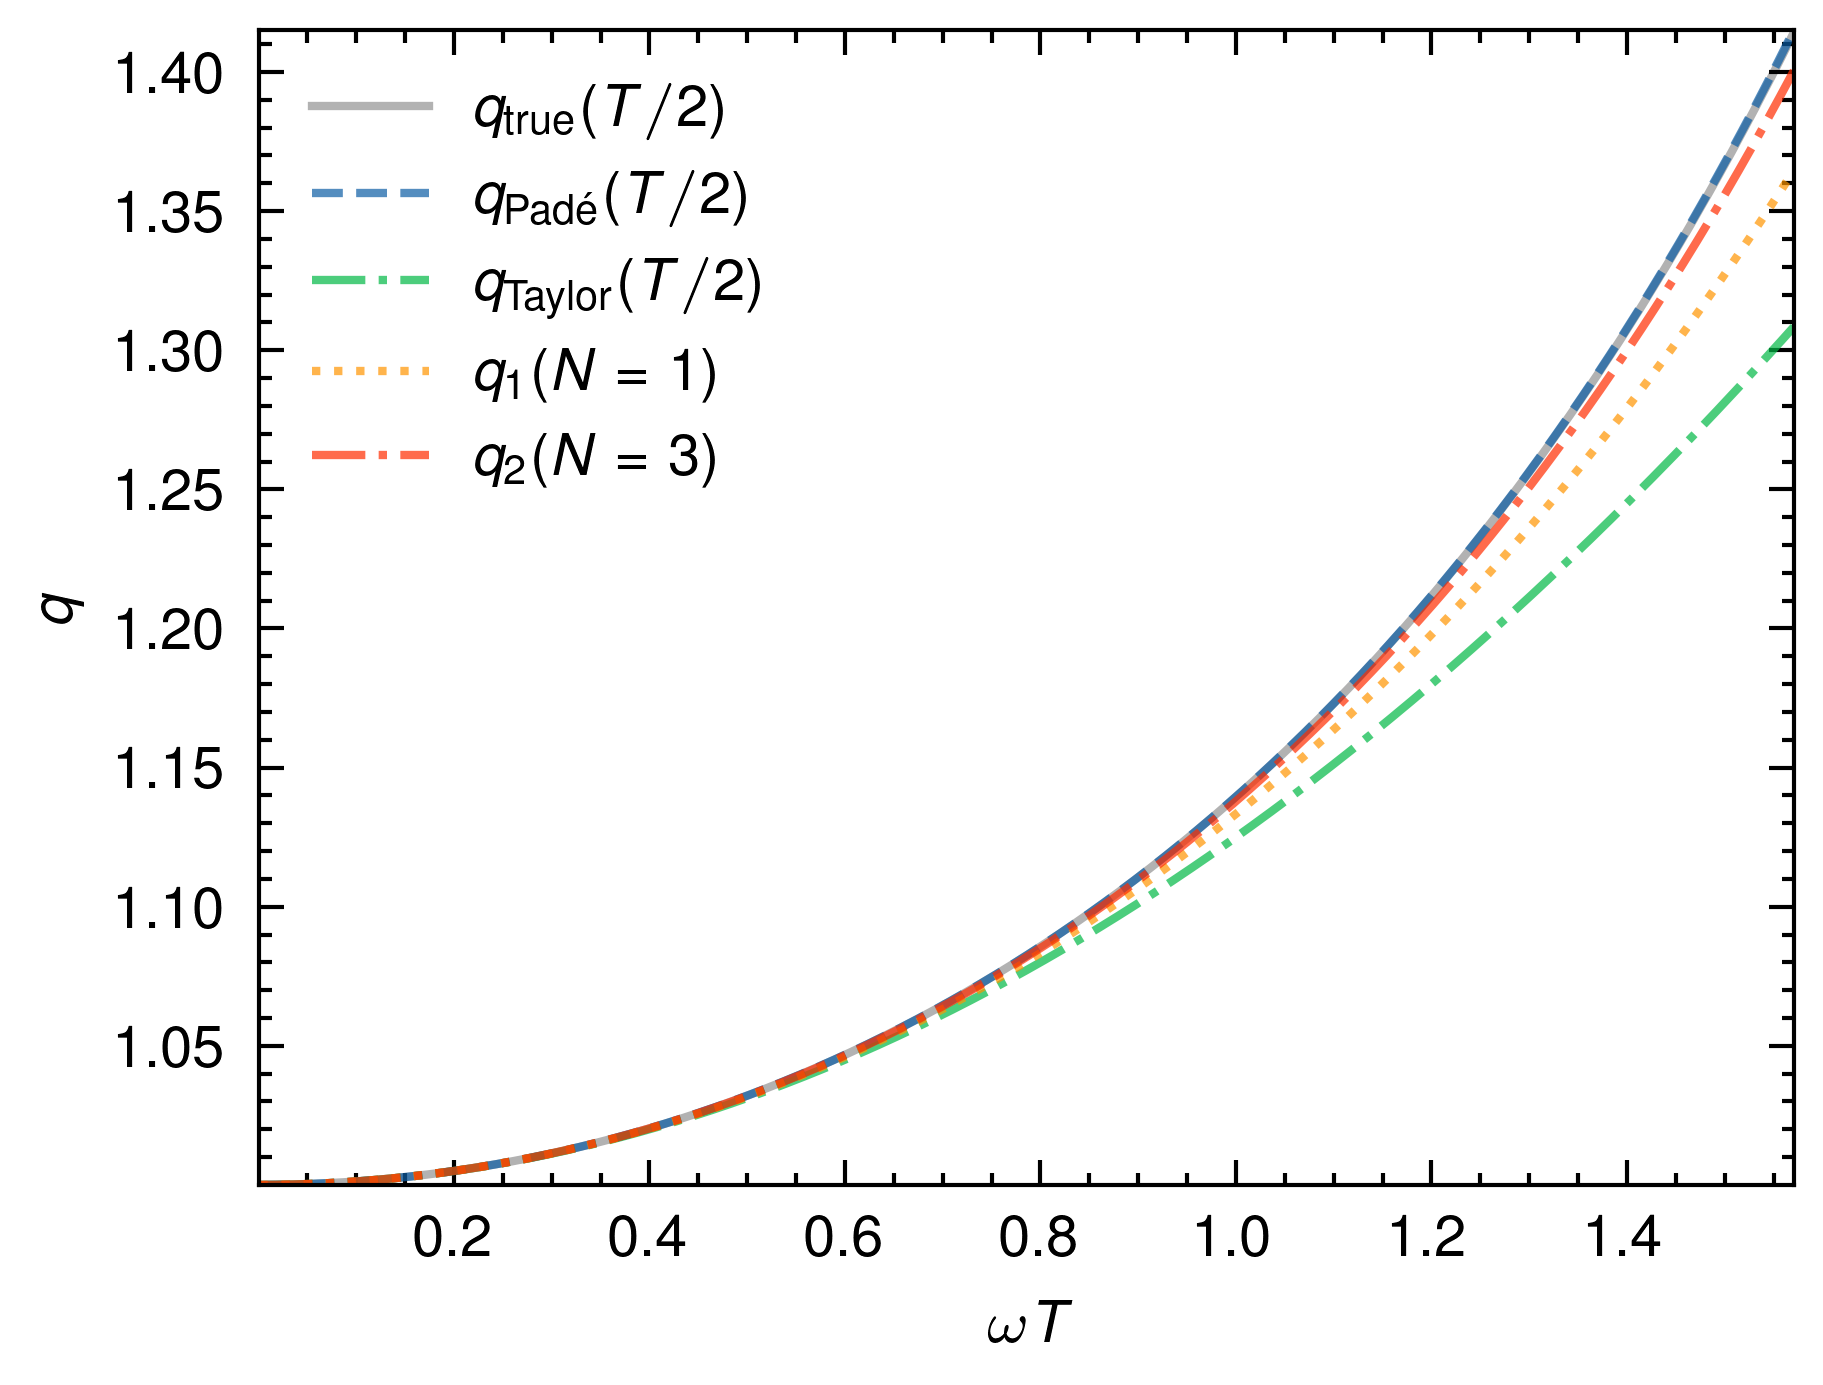 1.40
1.35
1.30
1.25
1.20
1.15
1.10
1.05
q
q_true(T/2)
q_Padé(T/2)
q_Taylor(T/2)
q_1(N = 1)
q_2(N = 3)
0.2 0.4 0.6 0.8 1.0 1.2 1.4
ωT